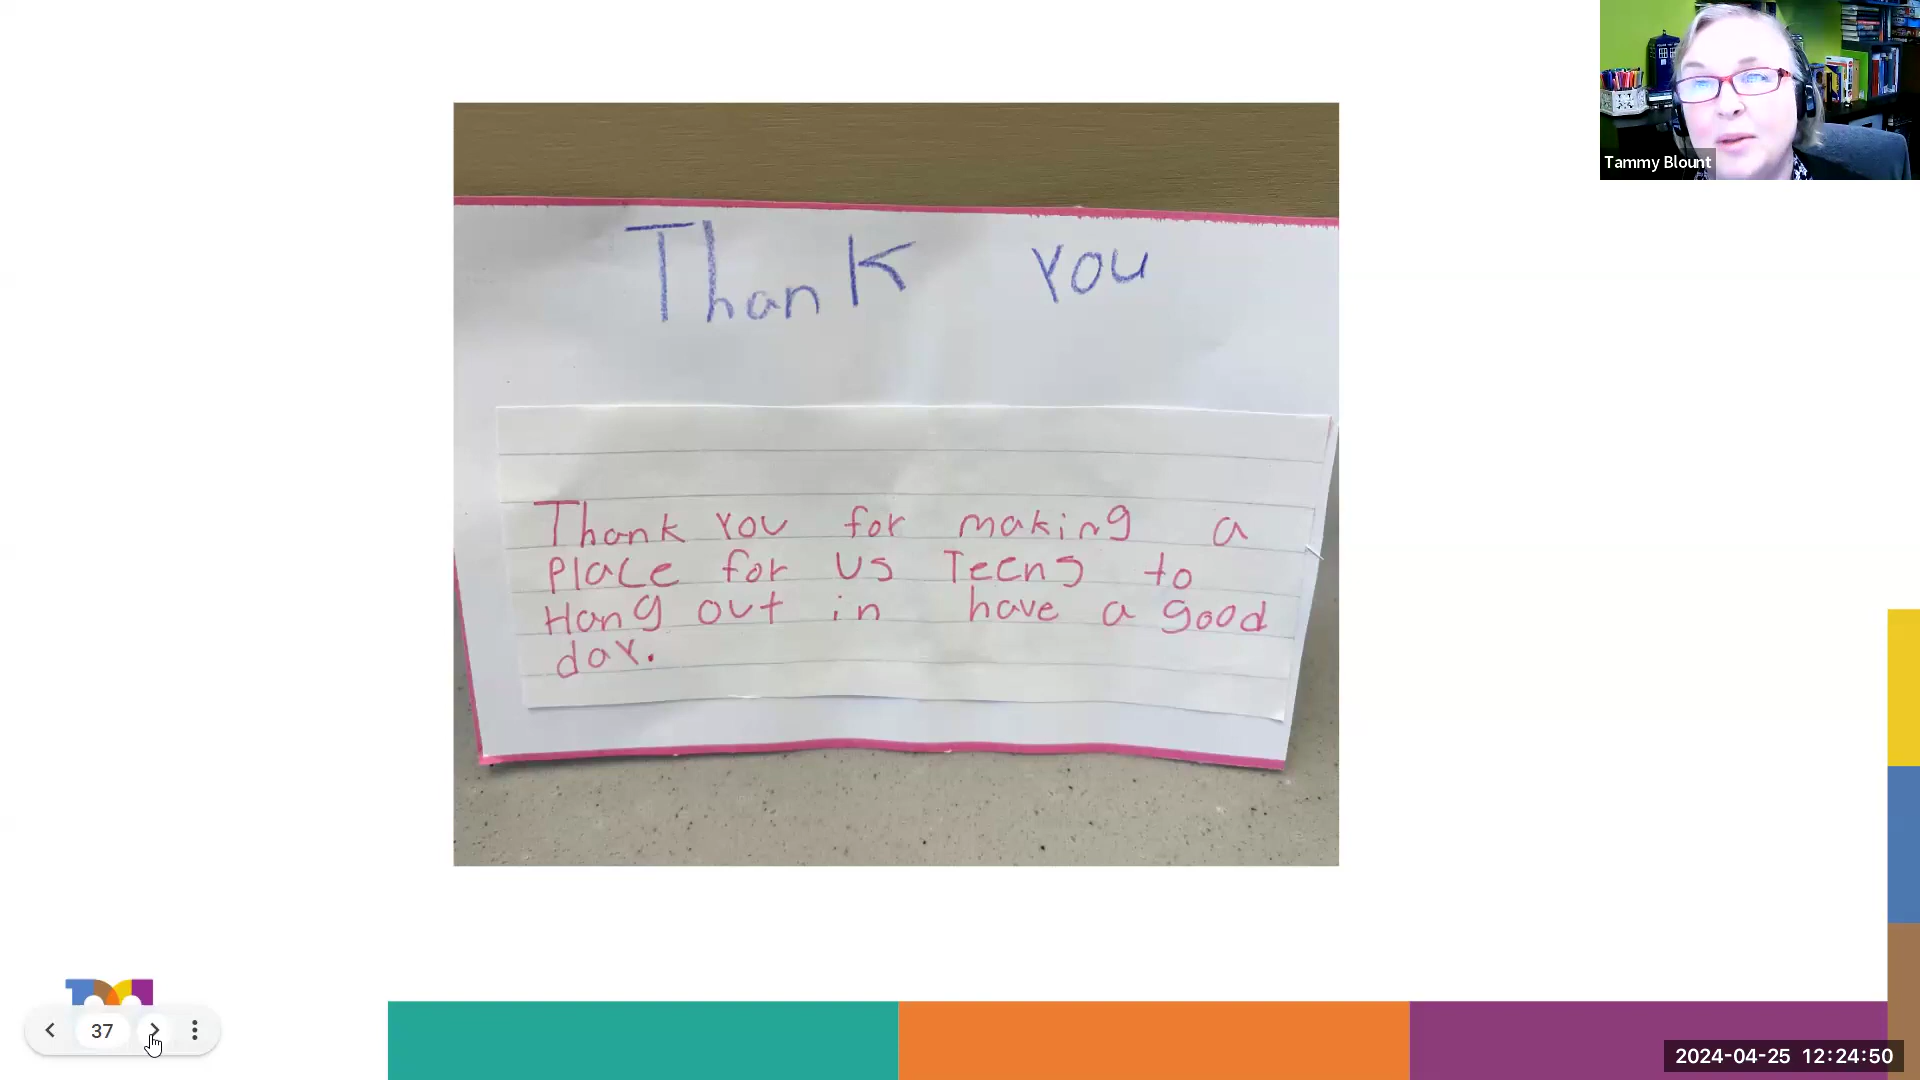 Tammy Blount
Thank You
Thank You for making a
Place for us Teens to
Hang out in have a good
day.
37
2024-04-25 12:24:50